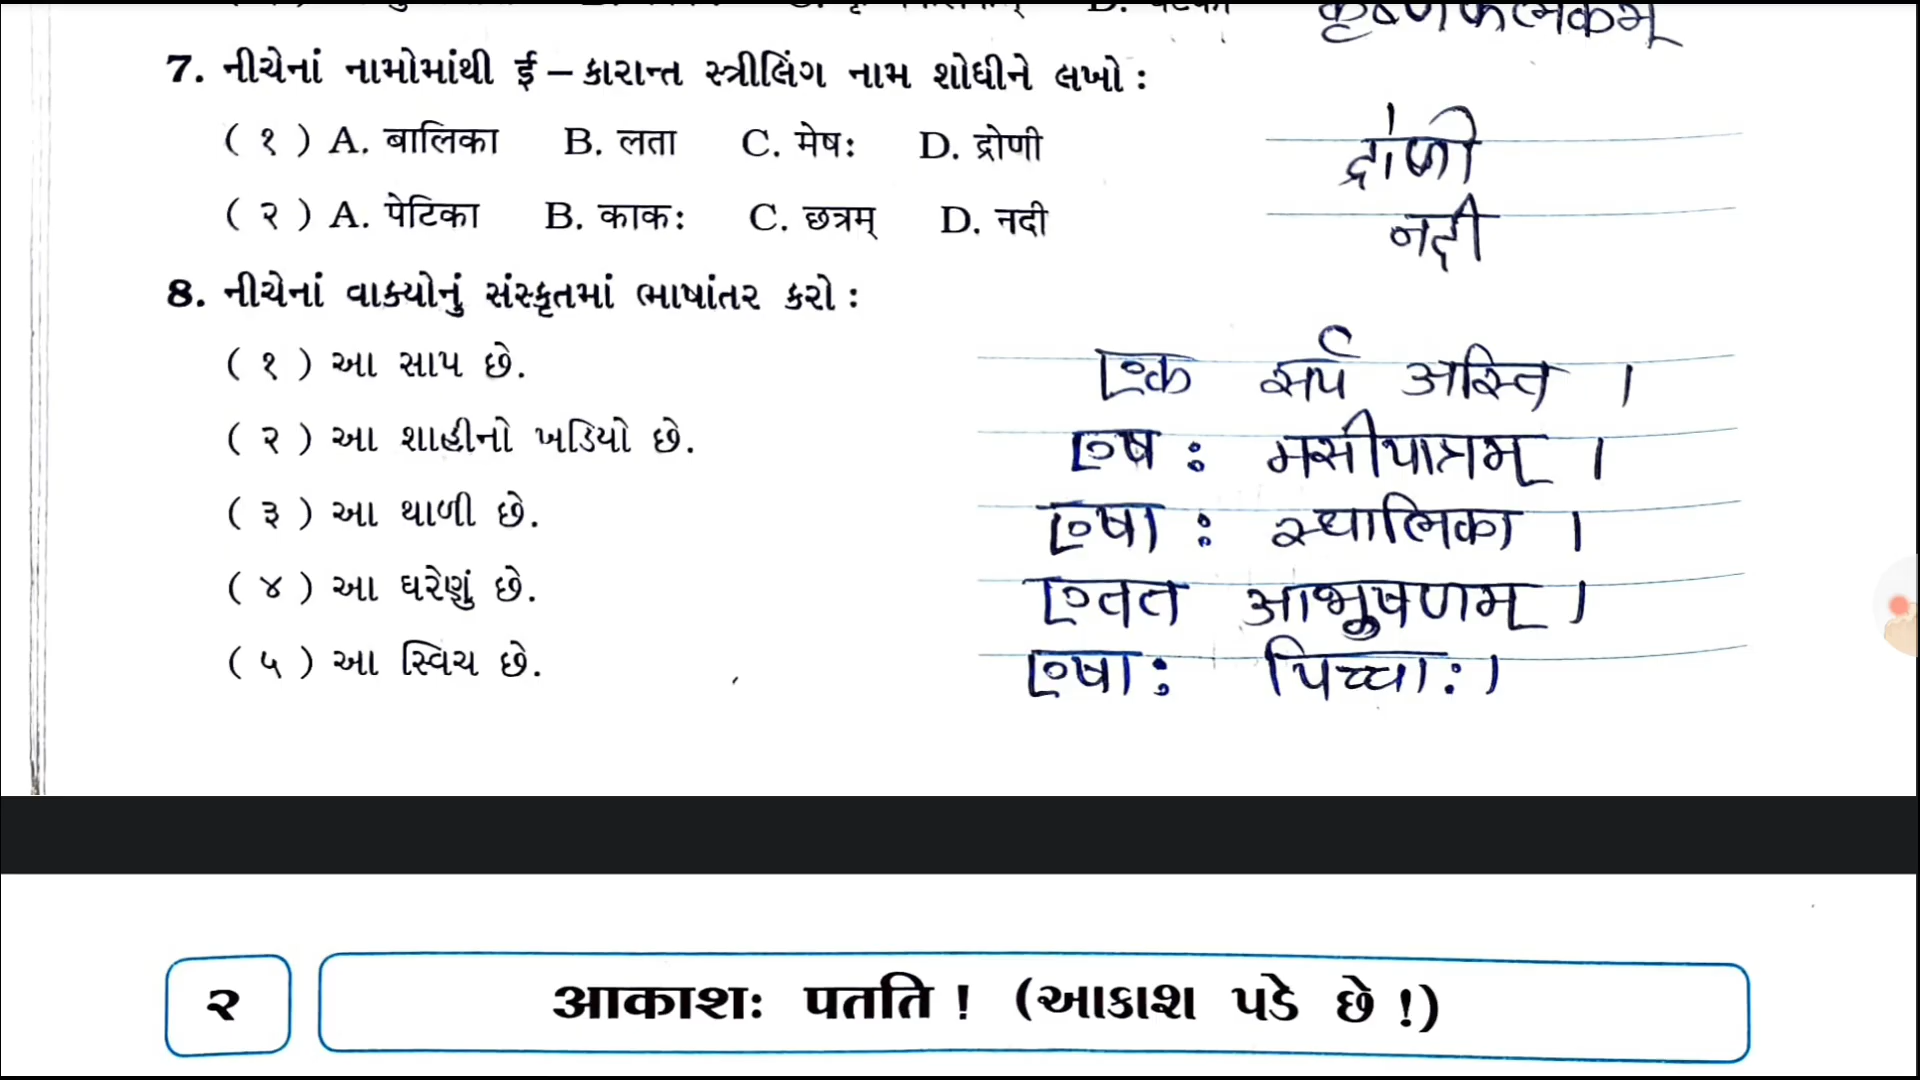 कृष्णफलकम्
7. નીચેનાં નામોમાંથી ई – કારાન્ત સ્ત્રીલિંગ નામ શોધીને લખો :
( १ ) A. बालिका B. लता C. मेषः D. द्रोणी द्रोणी
( २ ) A. पेटिका B. काकः C. छत्रम् D. नदी नदी
8. નીચેનાં વાક્યોનું સંસ્કૃતમાં ભાષાંતર કરો :
( १ ) આ સાપ છે. एक सर्प अस्ति ।
( २ ) આ શાહીનો ખડિયો છે. एष : मसीपात्रम् ।
( ३ ) આ થાળી છે. एषा : स्थालिका ।
( ४ ) આ ઘરેણું છે. एतत आभूषणम् ।
( ५ ) આ સ્વિચ છે. एषा : पिच्चा : ।
२ आकाशः पतति ! (આકાશ પડે છે !)